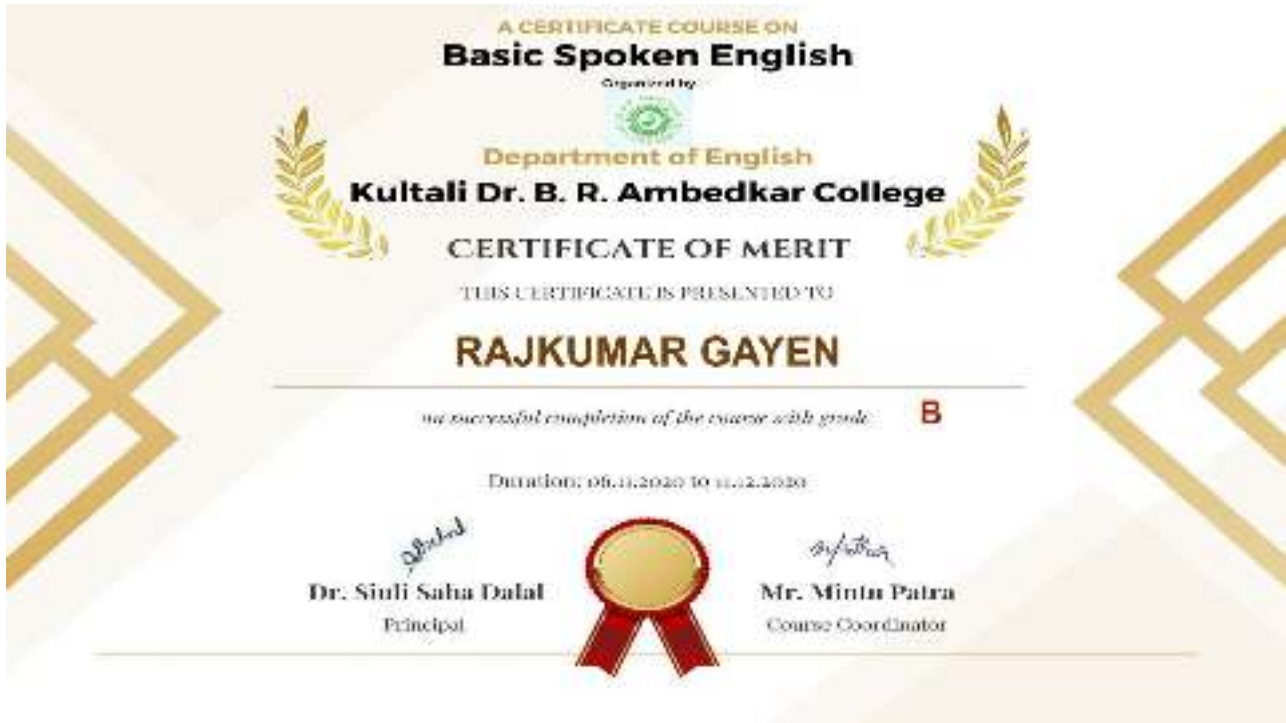 A CERTIFICATE COURSE ON
Basic Spoken English
Organized by
Department of English
Kultali Dr. B. R. Ambedkar College
CERTIFICATE OF MERIT
THIS CERTIFICATE IS PRESENTED TO
RAJKUMAR GAYEN
on successful completion of the course with grade B
Duration: 06.11.2020 to 11.12.2020
Dr. Siuli Saha Dalal
Principal
Mr. Mintu Patra
Course Coordinator